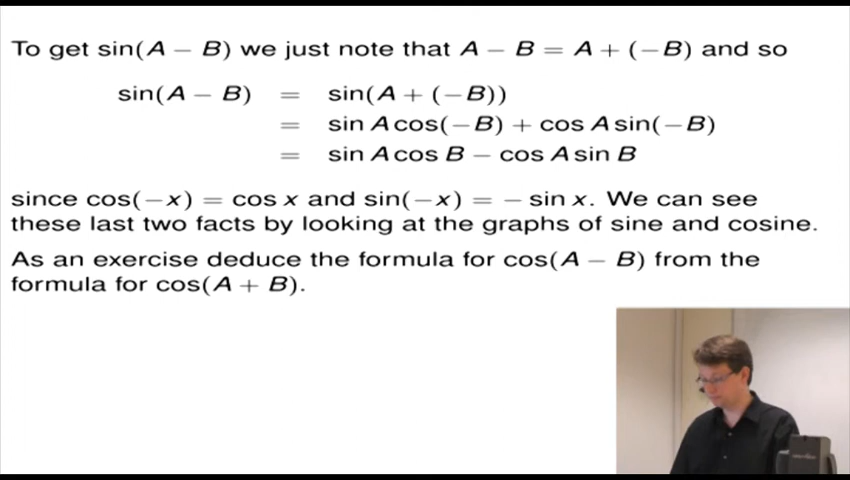 To get sin(A − B) we just note that A − B = A + (−B) and so
sin(A − B) = sin(A + (−B))
= sin A cos(−B) + cos A sin(−B)
= sin A cos B − cos A sin B
since cos(−x) = cos x and sin(−x) = − sin x. We can see
these last two facts by looking at the graphs of sine and cosine.
As an exercise deduce the formula for cos(A − B) from the
formula for cos(A + B).